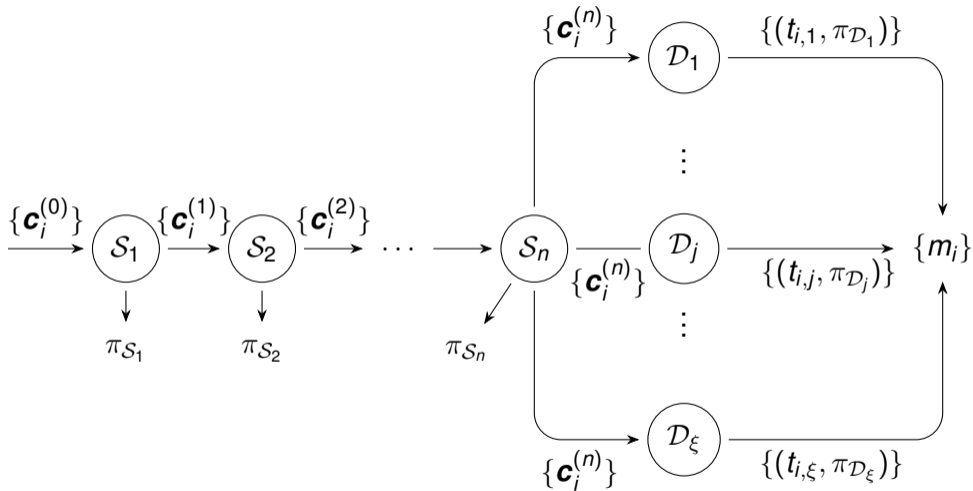 {𝒄_i^(n)} 𝒟_1 {(t_{i,1}, π_{𝒟_1})}
⋮
{𝒄_i^(0)} 𝒮_1 {𝒄_i^(1)} 𝒮_2 {𝒄_i^(2)} ⋯ 𝒮_n {𝒄_i^(n)} 𝒟_j {(t_{i,j}, π_{𝒟_j})} {m_i}
⋮
π_{𝒮_1} π_{𝒮_2} π_{𝒮_n}
{𝒄_i^(n)} 𝒟_ξ {(t_{i,ξ}, π_{𝒟_ξ})}